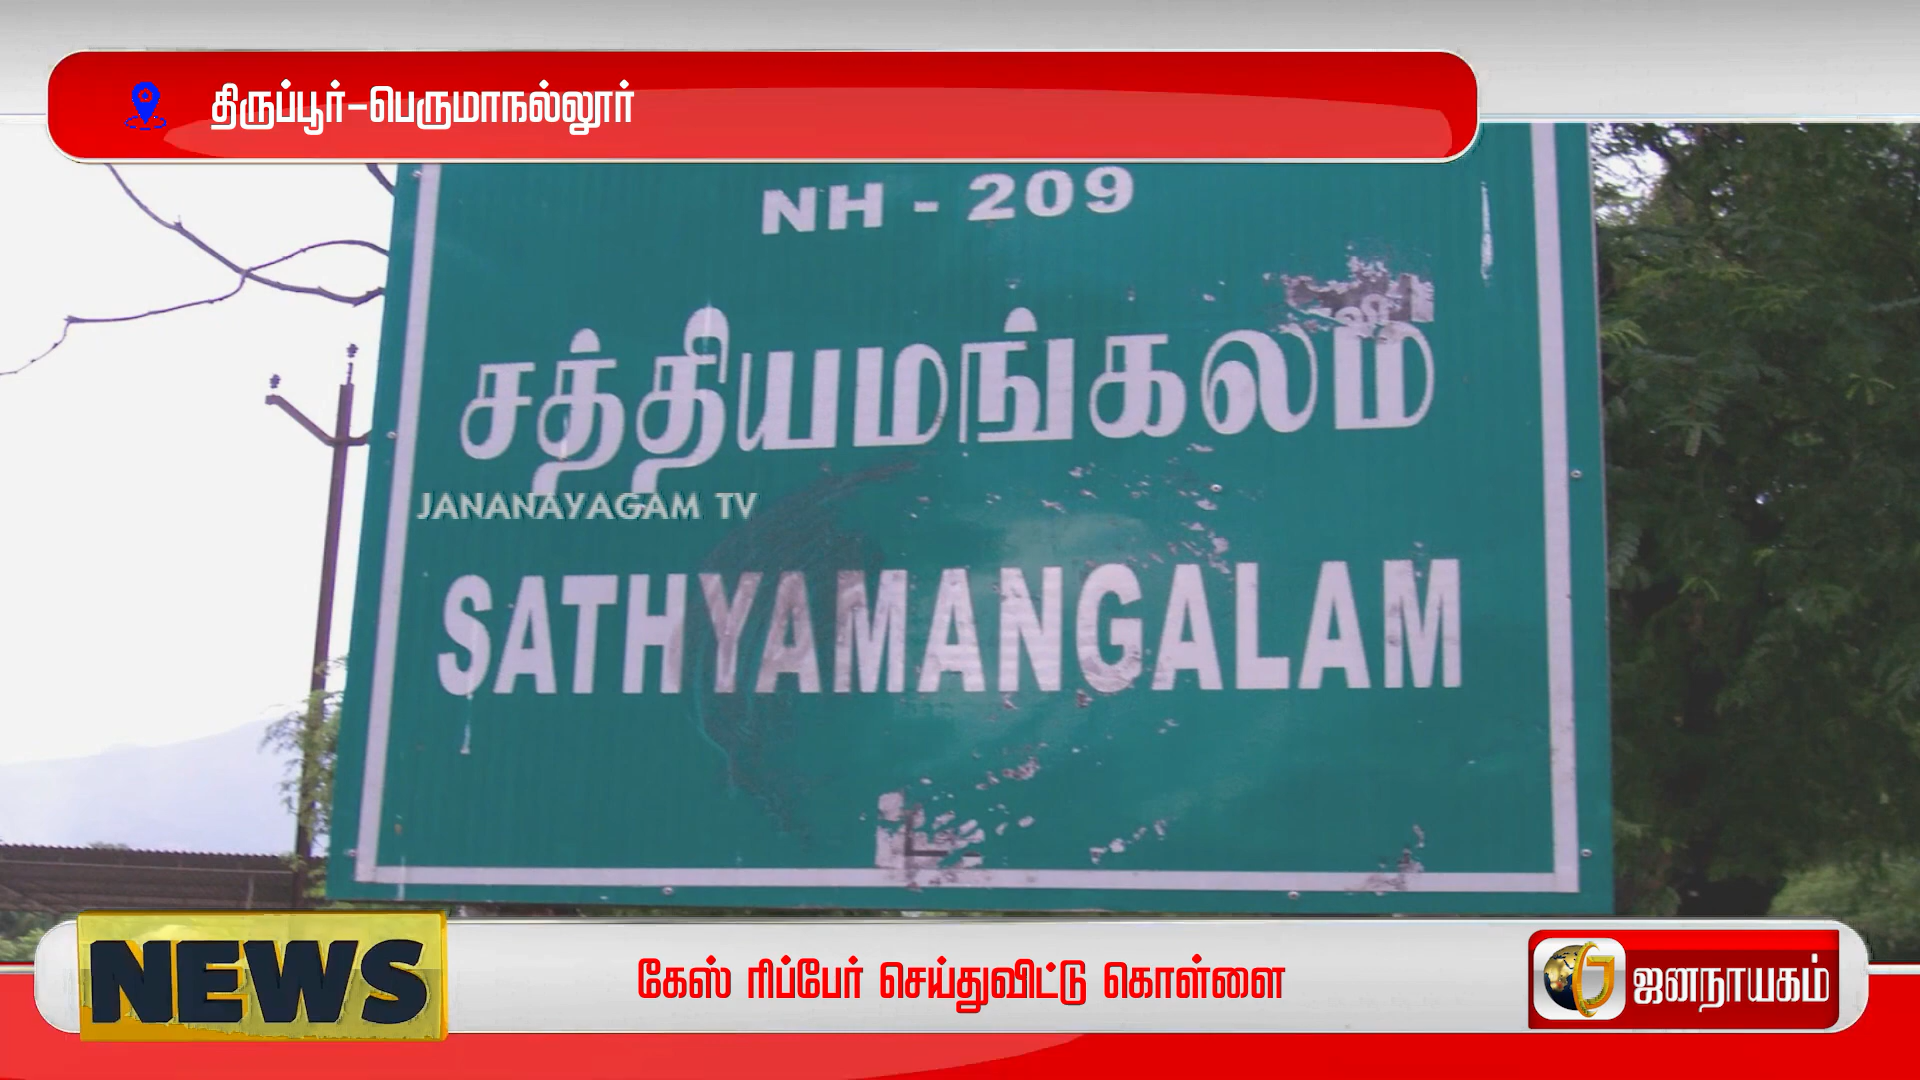 திருப்பூர்-பெருமாநல்லூர்
NH - 209
சத்தியமங்கலம்
JANANAYAGAM TV
SATHYAMANGALAM
NEWS
கேஸ் ரிப்பேர் செய்துவிட்டு கொள்ளை
ஜனநாயகம்